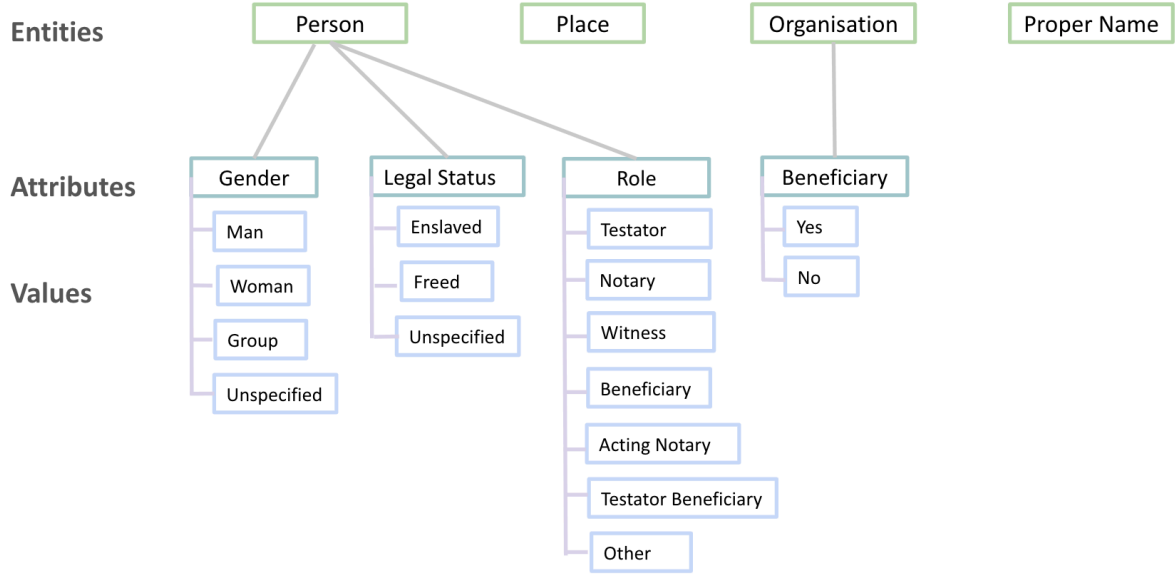 Entities
Person
Place
Organisation
Proper Name
Attributes
Gender
Legal Status
Role
Beneficiary
Values
Man
Woman
Group
Unspecified
Enslaved
Freed
Unspecified
Testator
Notary
Witness
Beneficiary
Acting Notary
Testator Beneficiary
Other
Yes
No